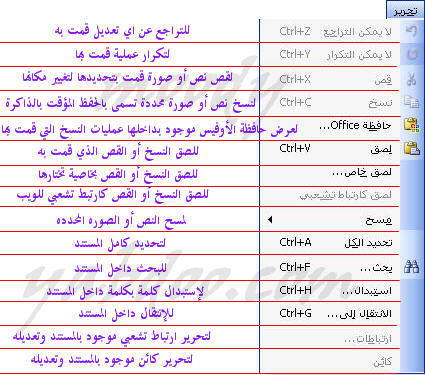 تحرير
لا يمكن التراجع Ctrl+Z للتراجع عن اي تعديل قمت به
لا يمكن التكرار Ctrl+Y لتكرار عملية قمت بها
قص Ctrl+X لقص نص أو صورة قمت بتحديدها لتغيير مكانها
نسخ Ctrl+C لنسخ نص أو صورة محددة تسمى بالحفظ المؤقت بالذاكرة
حافظة Office... لعرض حافظة الأوفيس موجود بداخلها عمليات النسخ التي قمت بها
لصق Ctrl+V للصق النسخ أو القص الذي قمت به
لصق خاص... للصق النسخ أو القص بخاصية تختارها
لصق كارتباط تشعبي للصق النسخ أو القص كارتبط تشعبي للويب
مسح لمسح النص أو الصوره المحدده
تحديد الكل Ctrl+A لتحديد كامل المستند
بحث... Ctrl+F للبحث داخل المستند
استبدال... Ctrl+H لإستبدال كلمة بكلمة داخل المستند
الانتقال إلى... Ctrl+G للإنتقال داخل المستند
ارتباطات... لتحرير ارتباط تشعبي موجود بالمستند وتعديله
كائن لتحرير كائن موجود بالمستند وتعديله